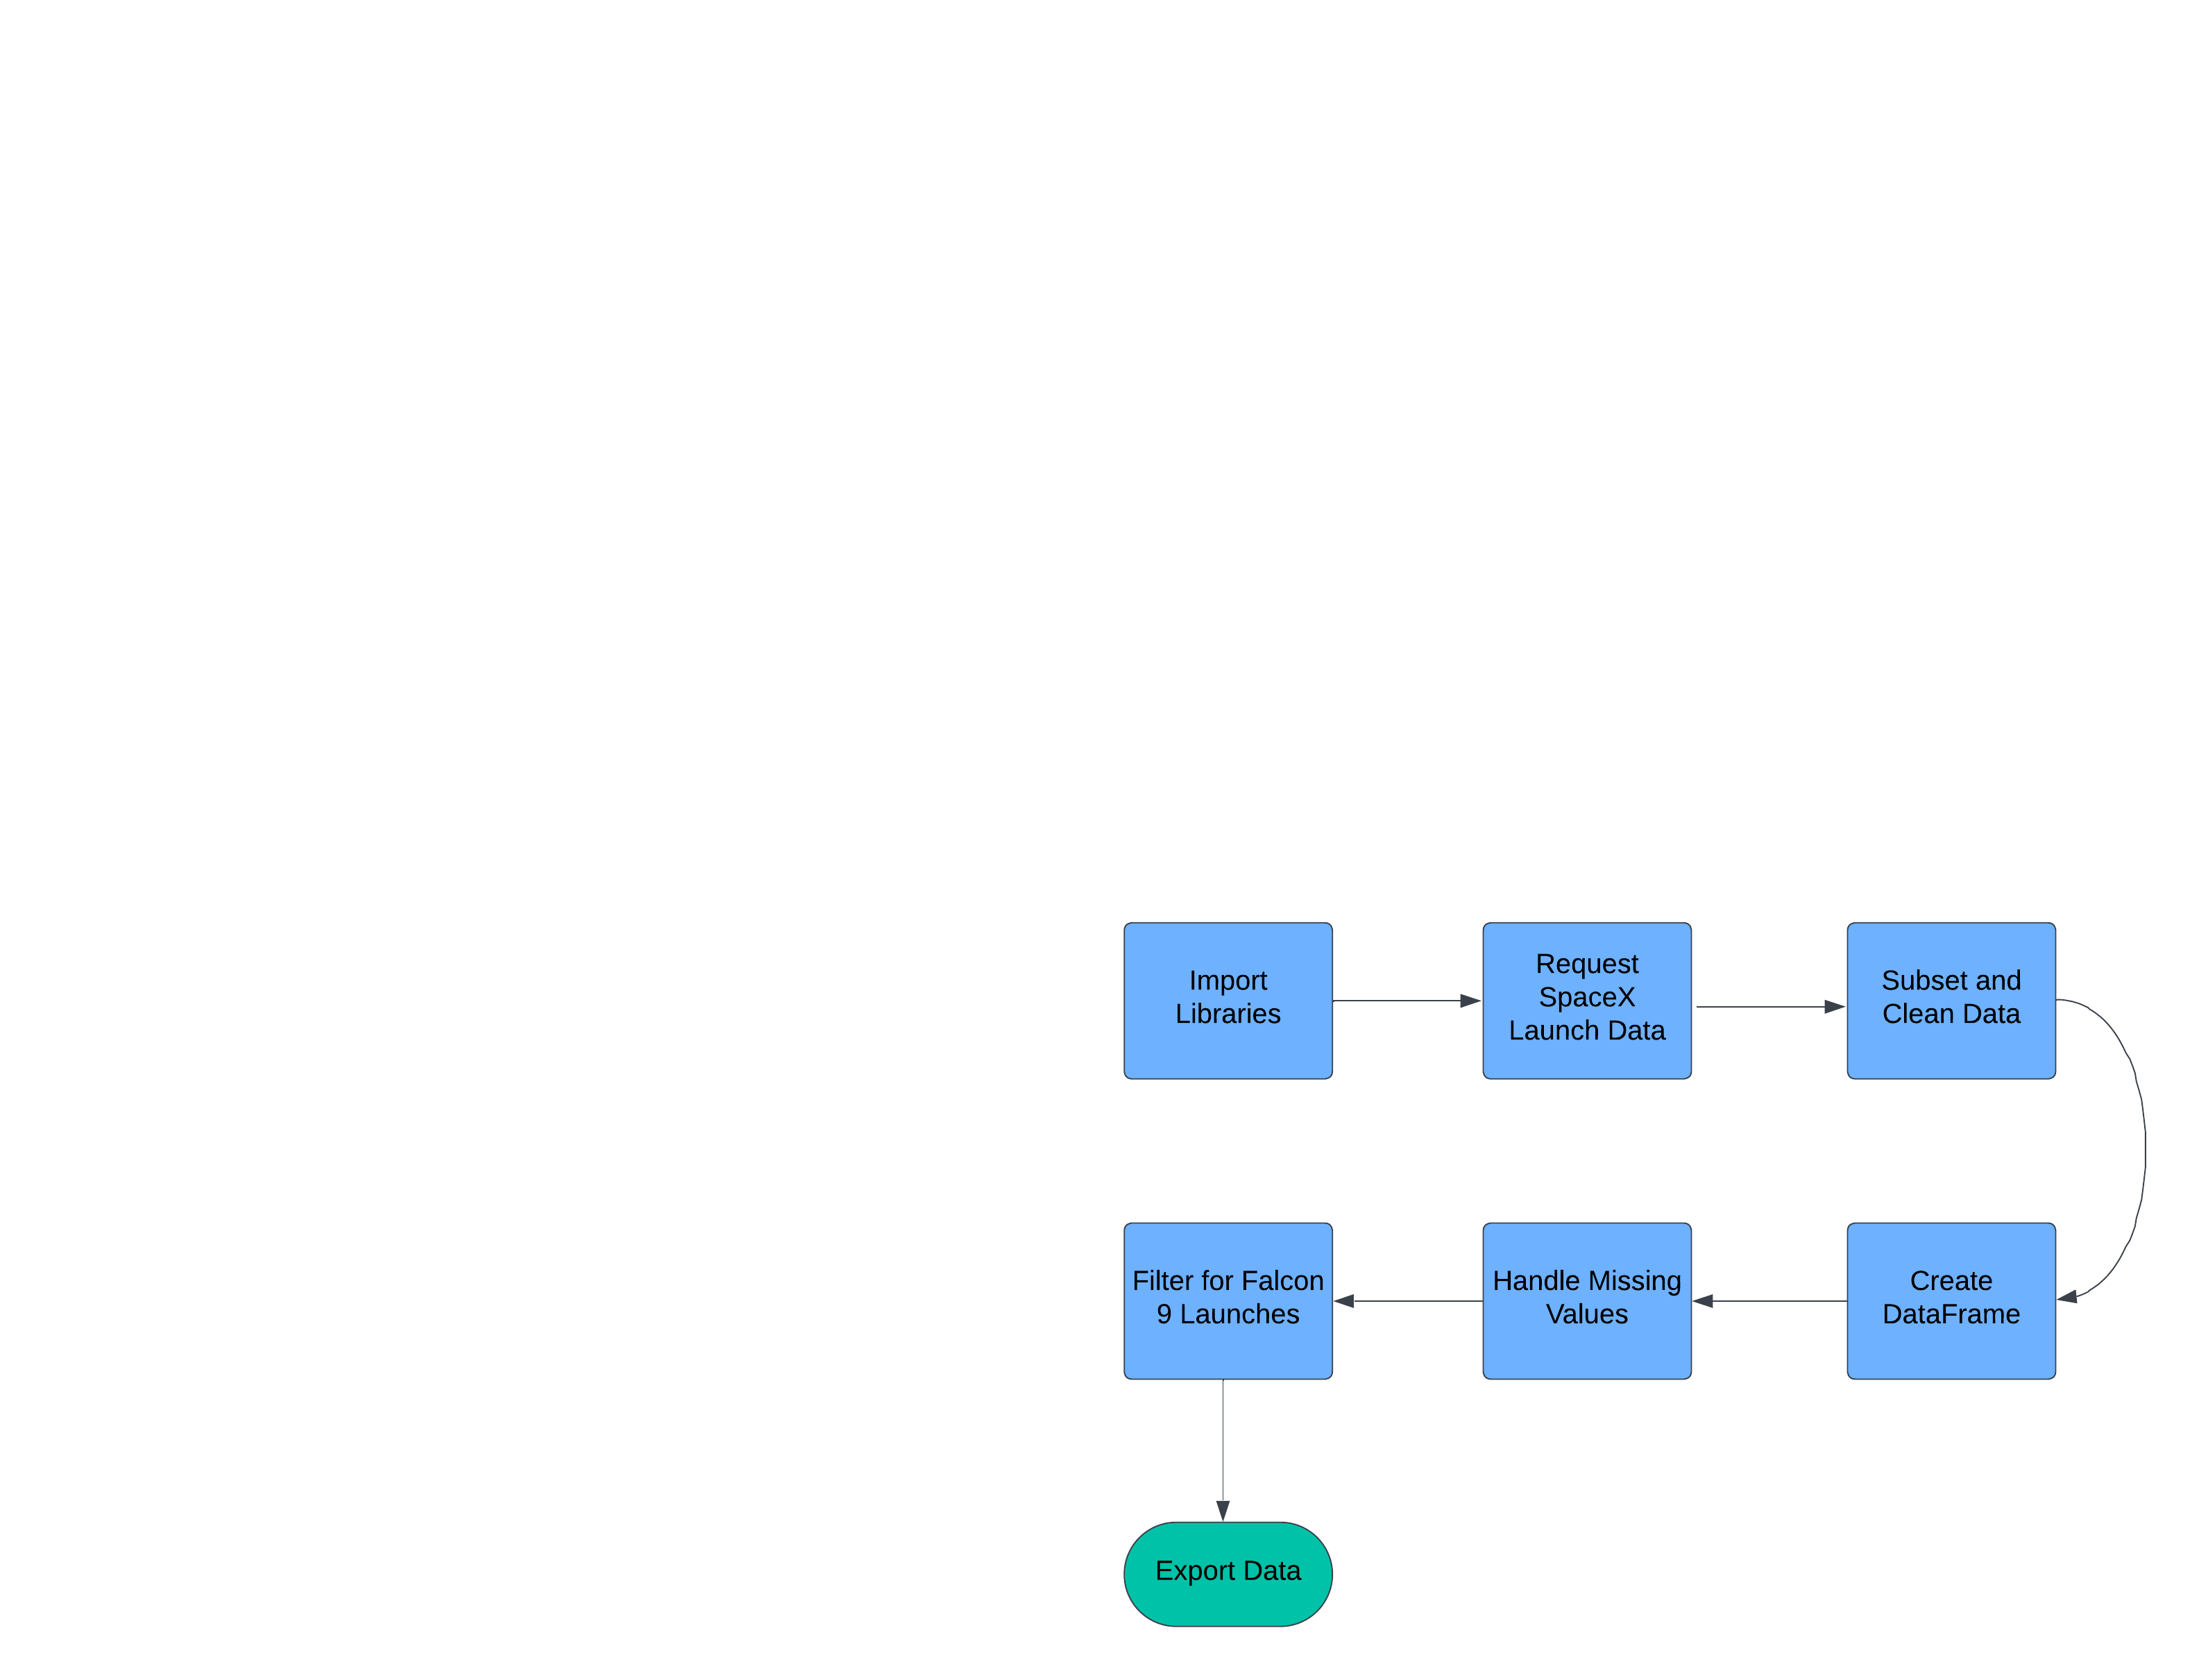 Import
Libraries
Request
SpaceX
Launch Data
Subset and
Clean Data
Filter for Falcon
9 Launches
Handle Missing
Values
Create
DataFrame
Export Data